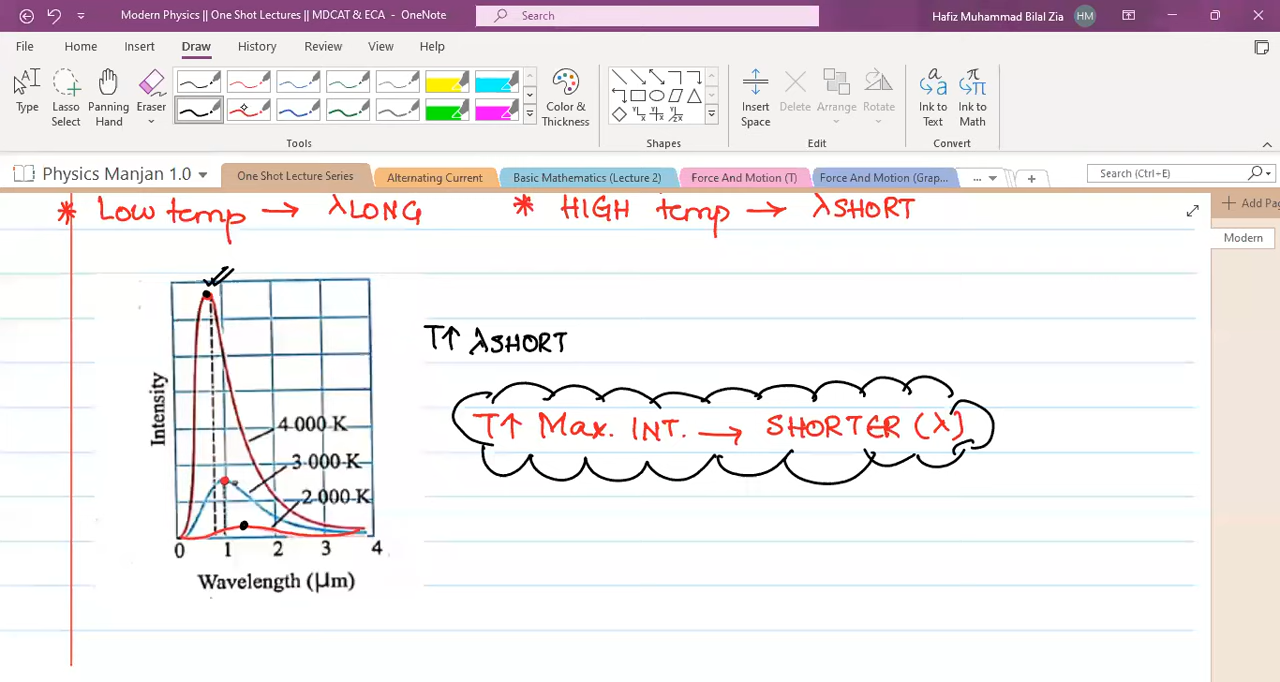 Modern Physics || One Shot Lectures || MDCAT & ECA - OneNote
Search
Hafiz Muhammad Bilal Zia
HM
File Home Insert Draw History Review View Help
Type
Lasso Select
Panning Hand
Eraser
Color & Thickness
Insert Space
Delete
Arrange
Rotate
Ink to Text
Ink to Math
Tools
Shapes
Edit
Convert
Physics Manjan 1.0
One Shot Lecture Series
Alternating Current
Basic Mathematics (Lecture 2)
Force And Motion (T)
Force And Motion (Grap...
...
Search (Ctrl+E)
Add Pag
Modern
* Low temp → λLONG * HIGH temp → λSHORT
T↑ λSHORT
T↑ Max. INT. → SHORTER (λ)
Intensity
4 000 K
3 000 K
2 000 K
0 1 2 3 4
Wavelength (μm)